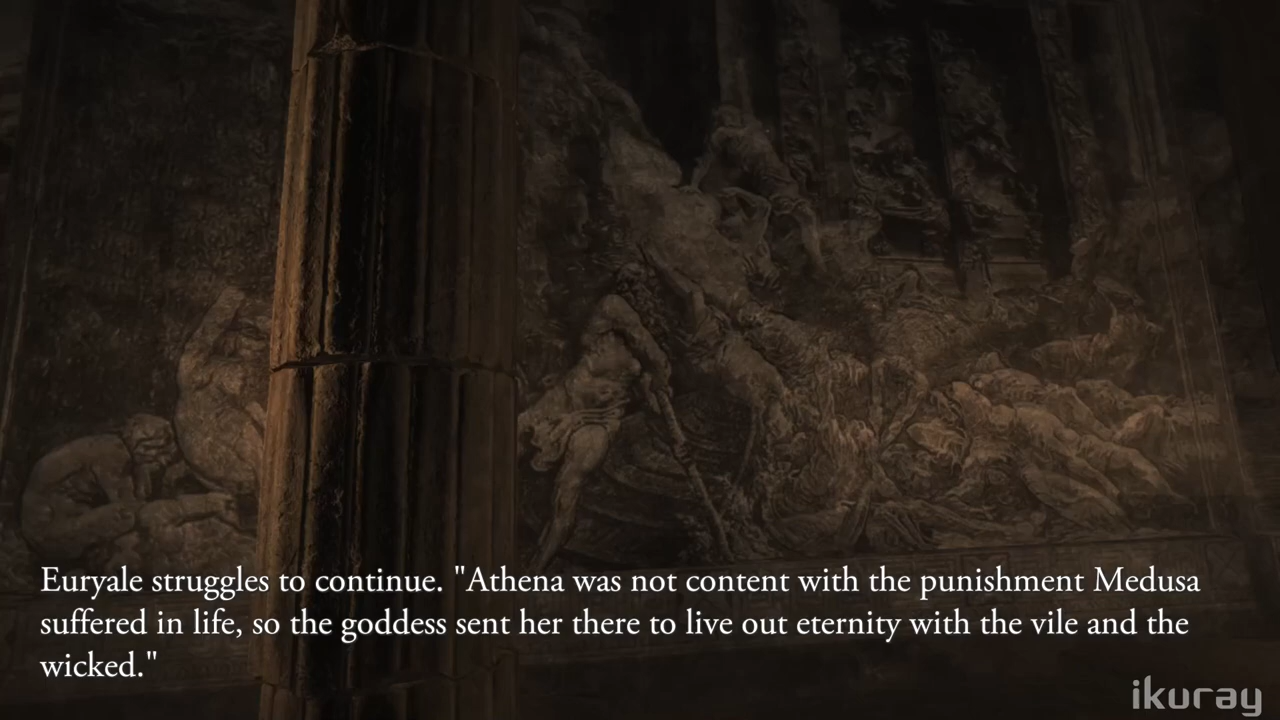 Euryale struggles to continue. "Athena was not content with the punishment Medusa
suffered in life, so the goddess sent her there to live out eternity with the vile and the
wicked."
ikuray